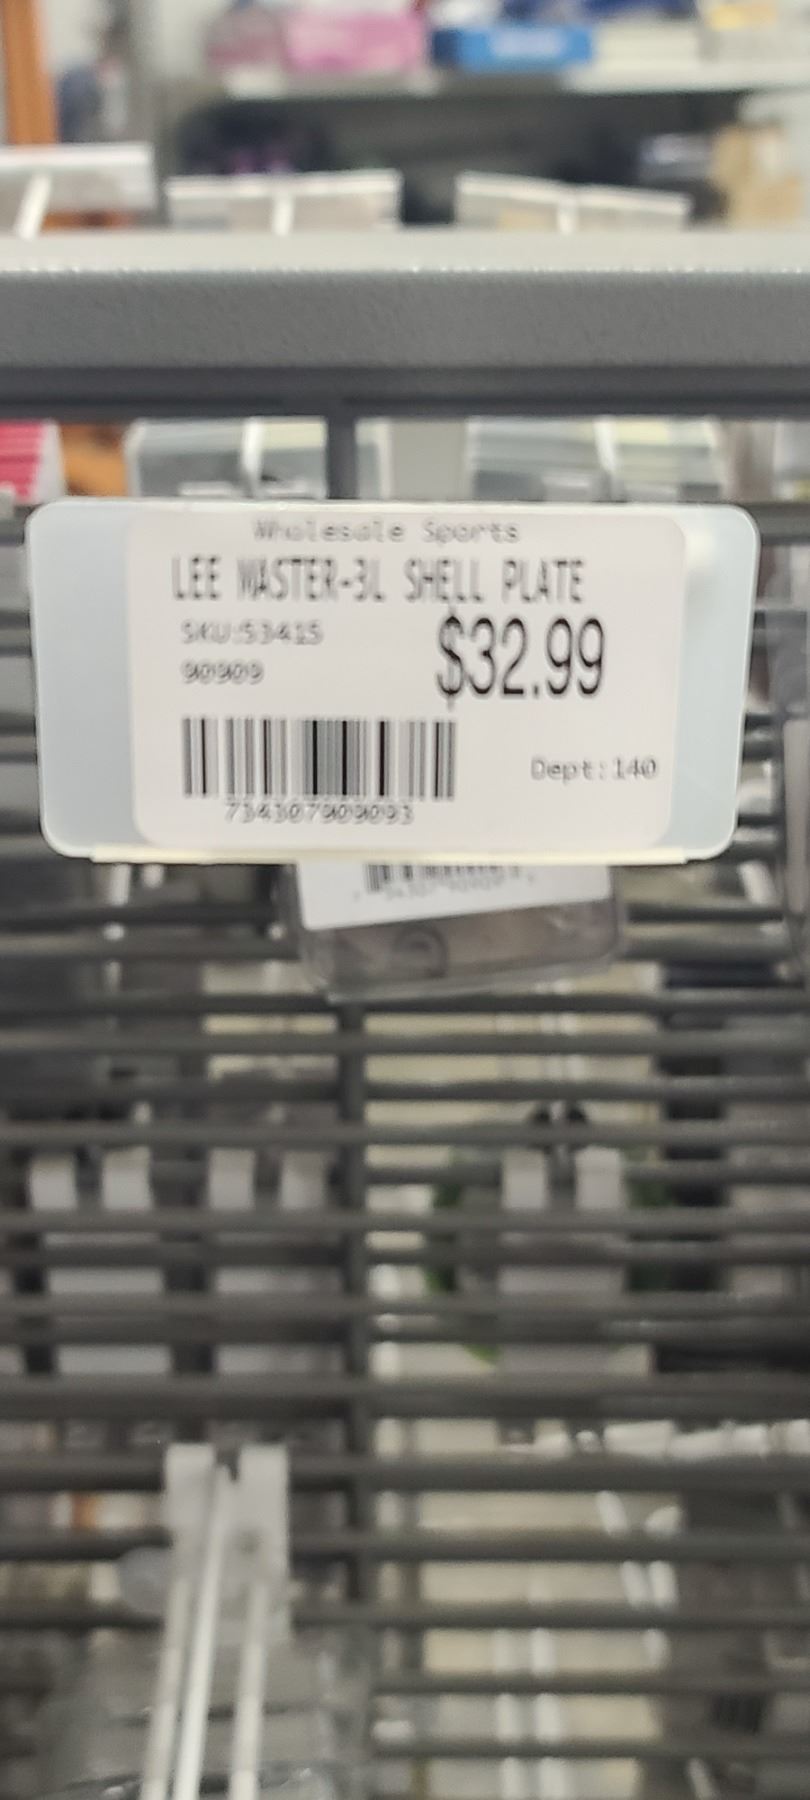 Wholesale Sports
LEE MASTER-3L SHELL PLATE
SKU:53415
$32.99
90909
Dept:140
734307909093